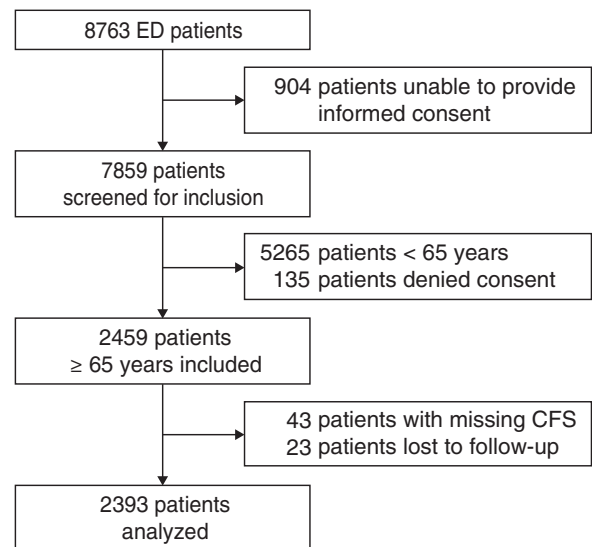 8763 ED patients
904 patients unable to provide
informed consent
7859 patients
screened for inclusion
5265 patients < 65 years
135 patients denied consent
2459 patients
≥ 65 years included
43 patients with missing CFS
23 patients lost to follow-up
2393 patients
analyzed